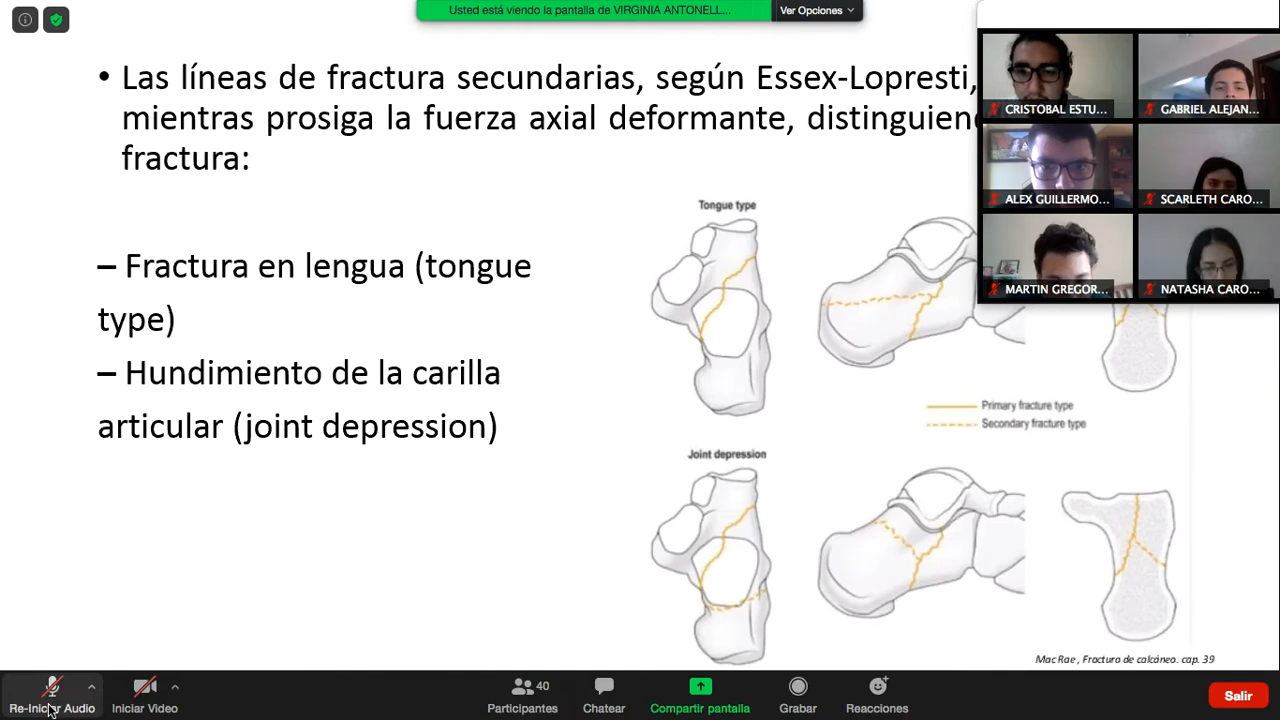 Usted está viendo la pantalla de VIRGINIA ANTONELL...
Ver Opciones
• Las líneas de fractura secundarias, según Essex-Lopresti,
mientras prosiga la fuerza axial deformante,
fractura:
– Fractura en lengua (tongue
type)
– Hundimiento de la carilla
articular (joint depression)
Tongue type
Primary fracture type
Secondary fracture type
Joint depression
Mac Rae , Fractura de calcáneo. cap. 39
CRISTOBAL ESTU...
GABRIEL ALEJAN...
ALEX GUILLERMO...
SCARLETH CARO...
MARTIN GREGOR...
NATASHA CARO...
Re-Iniciar Audio
Iniciar Video
40
Participantes
Chatear
Compartir pantalla
Grabar
Reacciones
Salir